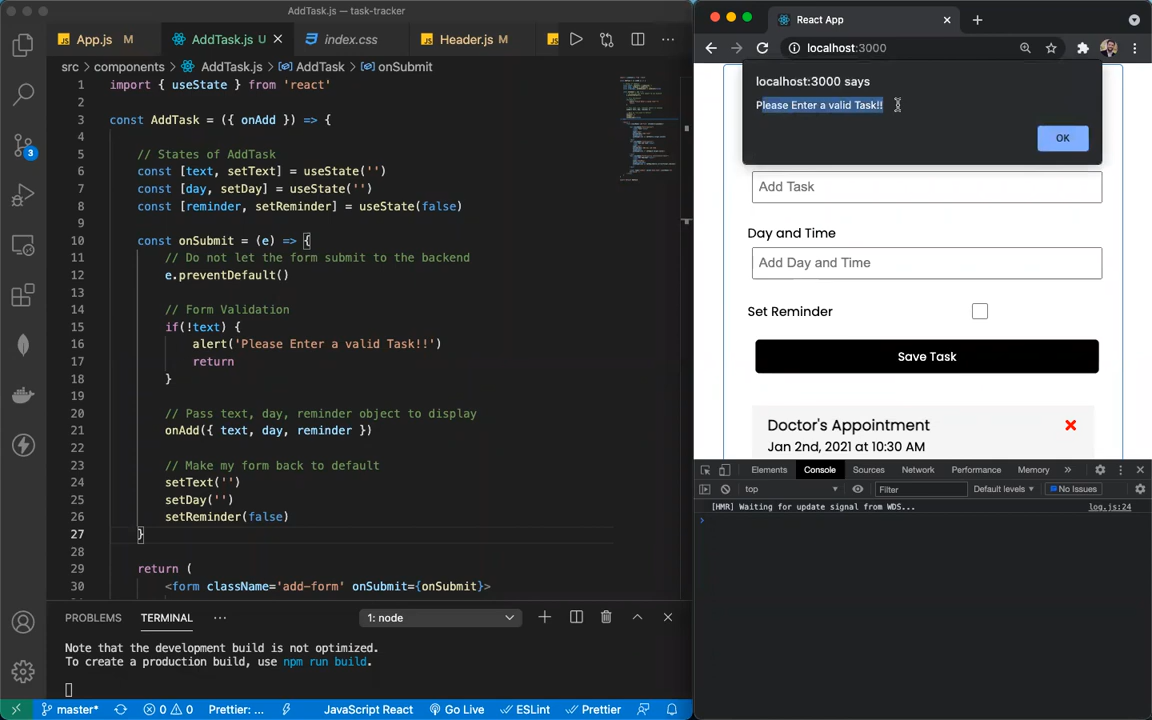 AddTask.js — task-tracker
App.js M
AddTask.js U
index.css
Header.js M
src > components > AddTask.js > AddTask > onSubmit
1 import { useState } from 'react'
2
3 const AddTask = ({ onAdd }) => {
4
5 // States of AddTask
6 const [text, setText] = useState('')
7 const [day, setDay] = useState('')
8 const [reminder, setReminder] = useState(false)
9
10 const onSubmit = (e) => {
11 // Do not let the form submit to the backend
12 e.preventDefault()
13
14 // Form Validation
15 if(!text) {
16 alert('Please Enter a valid Task!!')
17 return
18 }
19
20 // Pass text, day, reminder object to display
21 onAdd({ text, day, reminder })
22
23 // Make my form back to default
24 setText('')
25 setDay('')
26 setReminder(false)
27 }
28
29 return (
30 <form className='add-form' onSubmit={onSubmit}>
3
PROBLEMS TERMINAL ···
1: node
Note that the development build is not optimized.
To create a production build, use npm run build.
master* 0 0 Prettier: ... JavaScript React Go Live ESLint Prettier
React App
localhost:3000
localhost:3000 says
Please Enter a valid Task!!
OK
Add Task
Day and Time
Add Day and Time
Set Reminder
Save Task
Doctor's Appointment
Jan 2nd, 2021 at 10:30 AM
Elements Console Sources Network Performance Memory »
top Filter Default levels No Issues
[HMR] Waiting for update signal from WDS... log.js:24